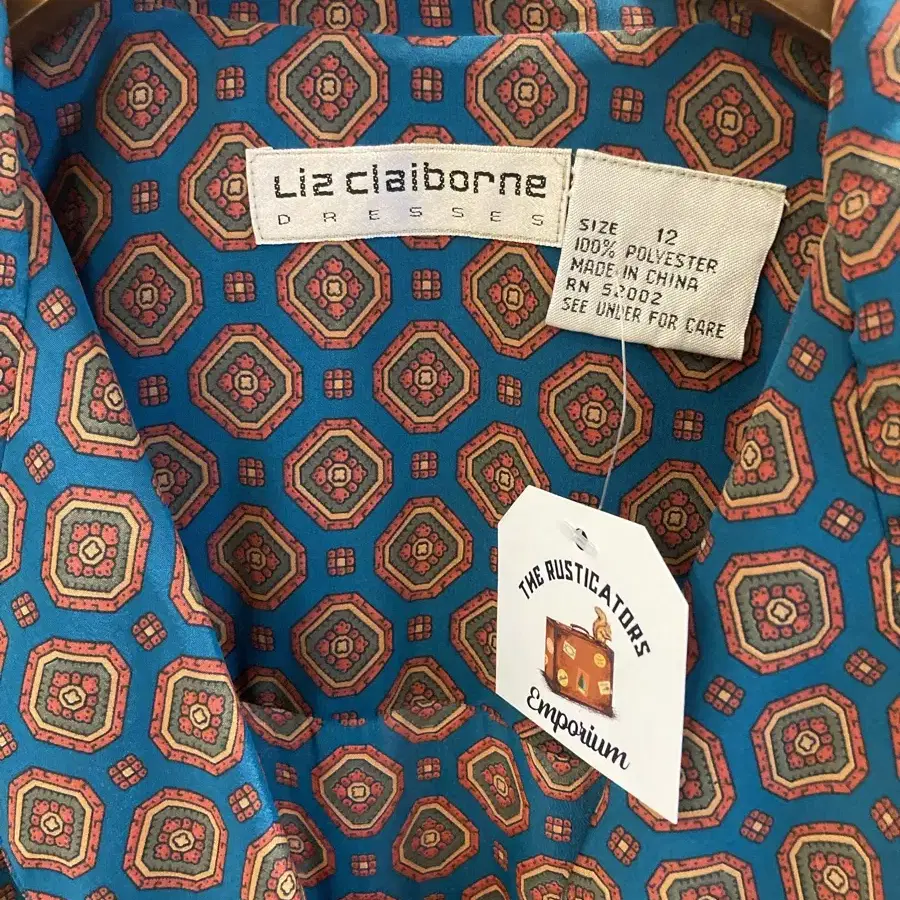 Liz claiborne
DRESSES
SIZE 12
100% POLYESTER
MADE IN CHINA
RN 52002
SEE UNDER FOR CARE
THE RUSTICATORS
Emporium